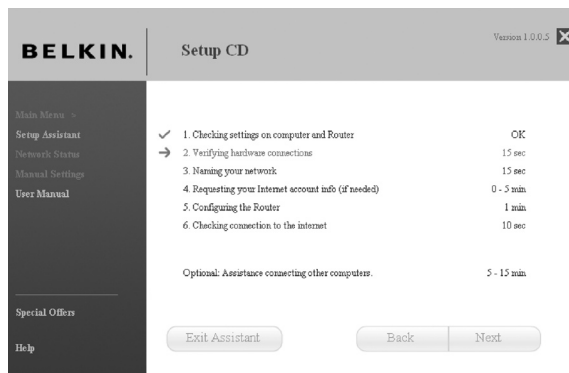 BELKIN.
Setup CD
Version 1.0.0.5
Main Menu >
Setup Assistant
Network Status
Manual Settings
User Manual
Special Offers
Help
1. Checking settings on computer and Router OK
2. Verifying hardware connections 15 sec
3. Naming your network 15 sec
4. Requesting your Internet account info (if needed) 0 - 5 min
5. Configuring the Router 1 min
6. Checking connection to the internet 10 sec
Optional: Assistance connecting other computers. 5 - 15 min
Exit Assistant
Back
Next